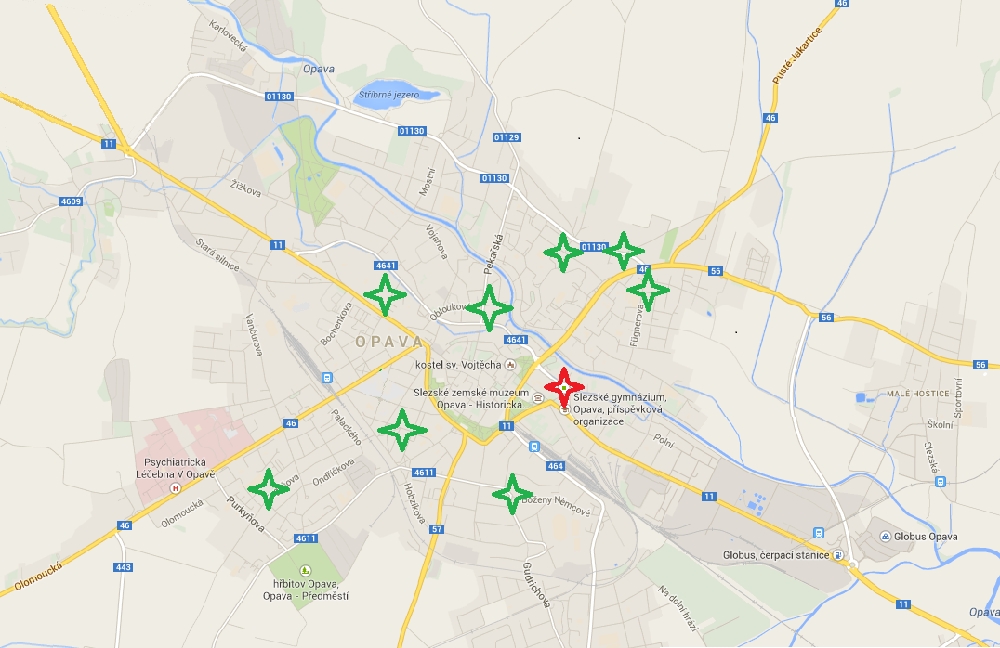 46
Karlovecká
Pusté Jakartice
Opava
Stříbrné jezero
01130
46
01130
01129
11
01130
Mostní
Žižkova
4609
Vojanova
Pekařská
11
Stará silnice
01130
4641
46
56
Oblouková
Bochenkova
Fügnerova
Vančurova
56
OPAVA
4641
56
kostel sv. Vojtěcha
Slezské zemské muzeum
Opava - Historická...
Slezské gymnázium,
Opava, příspěvková
organizace
MALÉ HOŠTICE
Sportovní
Školní
46
Palackého
11
Polní
Slezská
Psychiatrická
Léčebna V Opavě
Ondříčkova
464
4611
Hobzíkova
Boženy Němcové
11
Olomoucká
Purkyňova
46
57
4611
Globus Opava
Globus, čerpací stanice
443
Olomoucká
hřbitov Opava,
Opava - Předměstí
Gudrichova
Na dolní hrázi
11
Opava